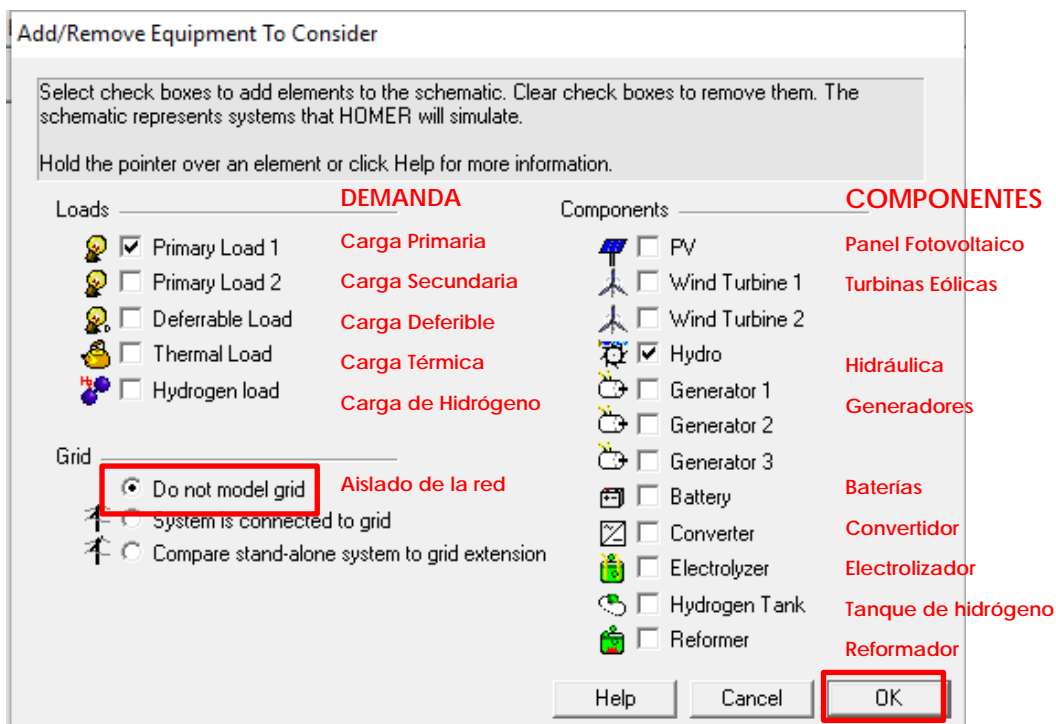 Add/Remove Equipment To Consider
Select check boxes to add elements to the schematic. Clear check boxes to remove them. The
schematic represents systems that HOMER will simulate.
Hold the pointer over an element or click Help for more information.
Loads
DEMANDA
Primary Load 1
Carga Primaria
Primary Load 2
Carga Secundaria
Deferrable Load
Carga Deferible
Thermal Load
Carga Térmica
Hydrogen load
Carga de Hidrógeno
Grid
Do not model grid
Aislado de la red
System is connected to grid
Compare stand-alone system to grid extension
Components
COMPONENTES
PV
Panel Fotovoltaico
Wind Turbine 1
Turbinas Eólicas
Wind Turbine 2
Hydro
Hidráulica
Generator 1
Generadores
Generator 2
Generator 3
Battery
Baterías
Converter
Convertidor
Electrolyzer
Electrolizador
Hydrogen Tank
Tanque de hidrógeno
Reformer
Reformador
Help
Cancel
OK